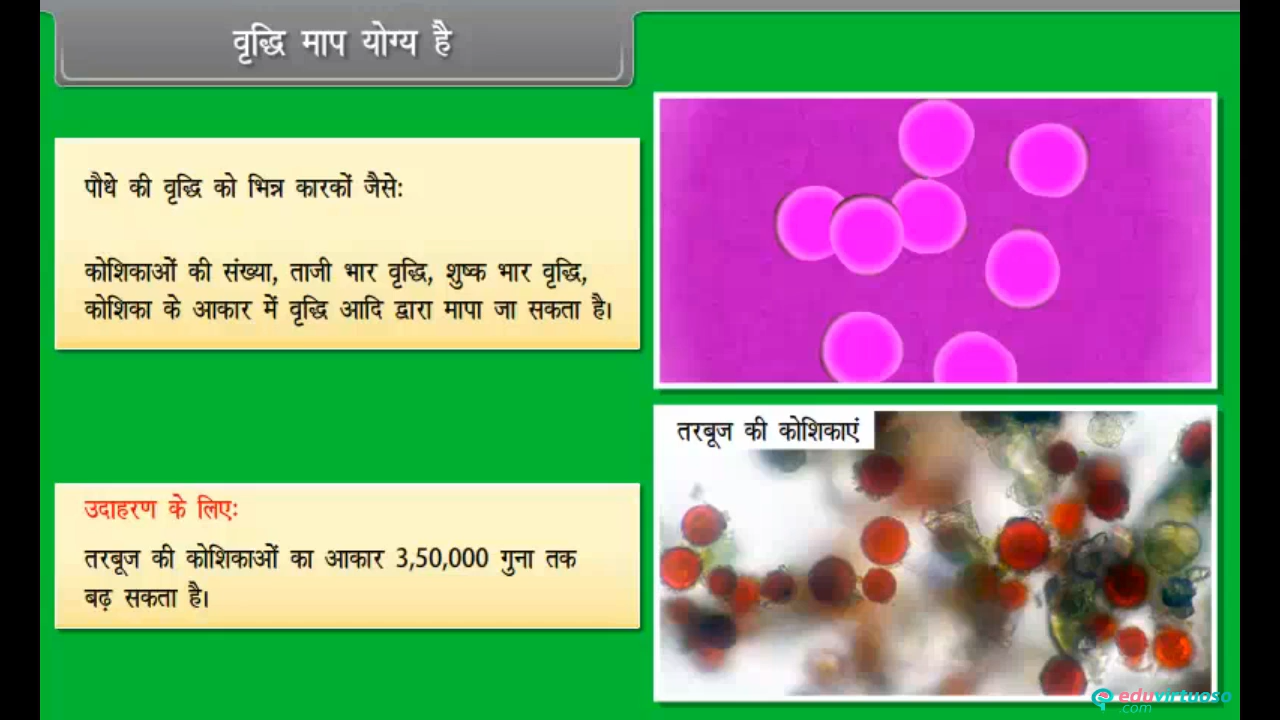 वृद्धि माप योग्य है
पौधे की वृद्धि को भिन्न कारकों जैसे:
कोशिकाओं की संख्या, ताजी भार वृद्धि, शुष्क भार वृद्धि,
कोशिका के आकार में वृद्धि आदि द्वारा मापा जा सकता है।
तरबूज की कोशिकाएं
उदाहरण के लिए:
तरबूज की कोशिकाओं का आकार 3,50,000 गुना तक
बढ़ सकता है।
eduvirtuoso
.com